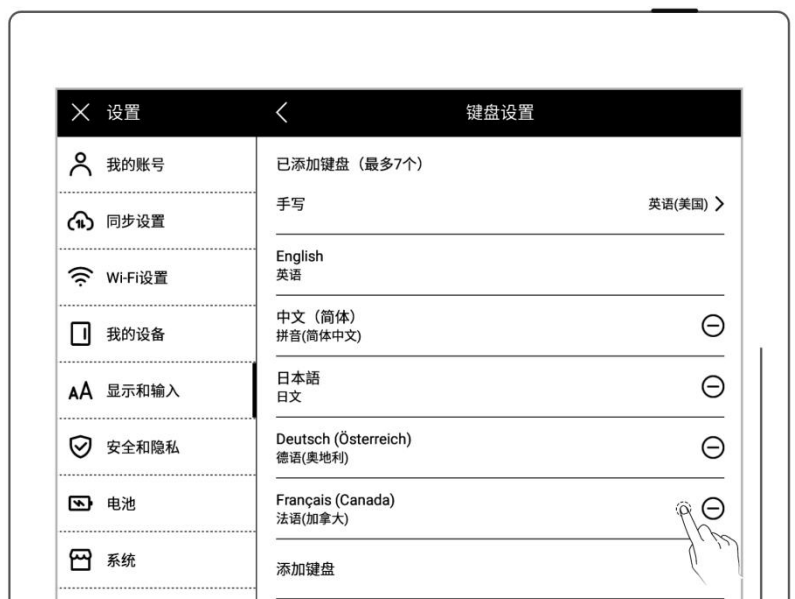 设置
键盘设置
我的账号
同步设置
Wi-Fi设置
我的设备
AA 显示和输入
安全和隐私
电池
系统
已添加键盘（最多7个）
手写 英语(美国)
English
英语
中文（简体）
拼音(简体中文)
日本語
日文
Deutsch (Österreich)
德语(奥地利)
Français (Canada)
法语(加拿大)
添加键盘